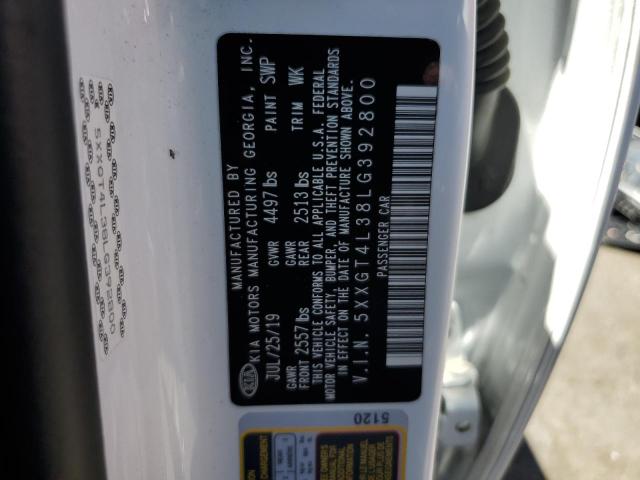 5XXGT4L38LG392800
KIA
MANUFACTURED BY
KIA MOTORS MANUFACTURING GEORGIA, INC.
JUL/25/19 GVWR 4497 lbs PAINT SWP
GAWR FRONT 2557 lbs GAWR REAR 2513 lbs TRIM WK
THIS VEHICLE CONFORMS TO ALL APPLICABLE U.S.A. FEDERAL
MOTOR VEHICLE SAFETY, BUMPER, AND THEFT PREVENTION STANDARDS
IN EFFECT ON THE DATE OF MANUFACTURE SHOWN ABOVE.
V.I.N. 5XXGT4L38LG392800
PASSENGER CAR
5120